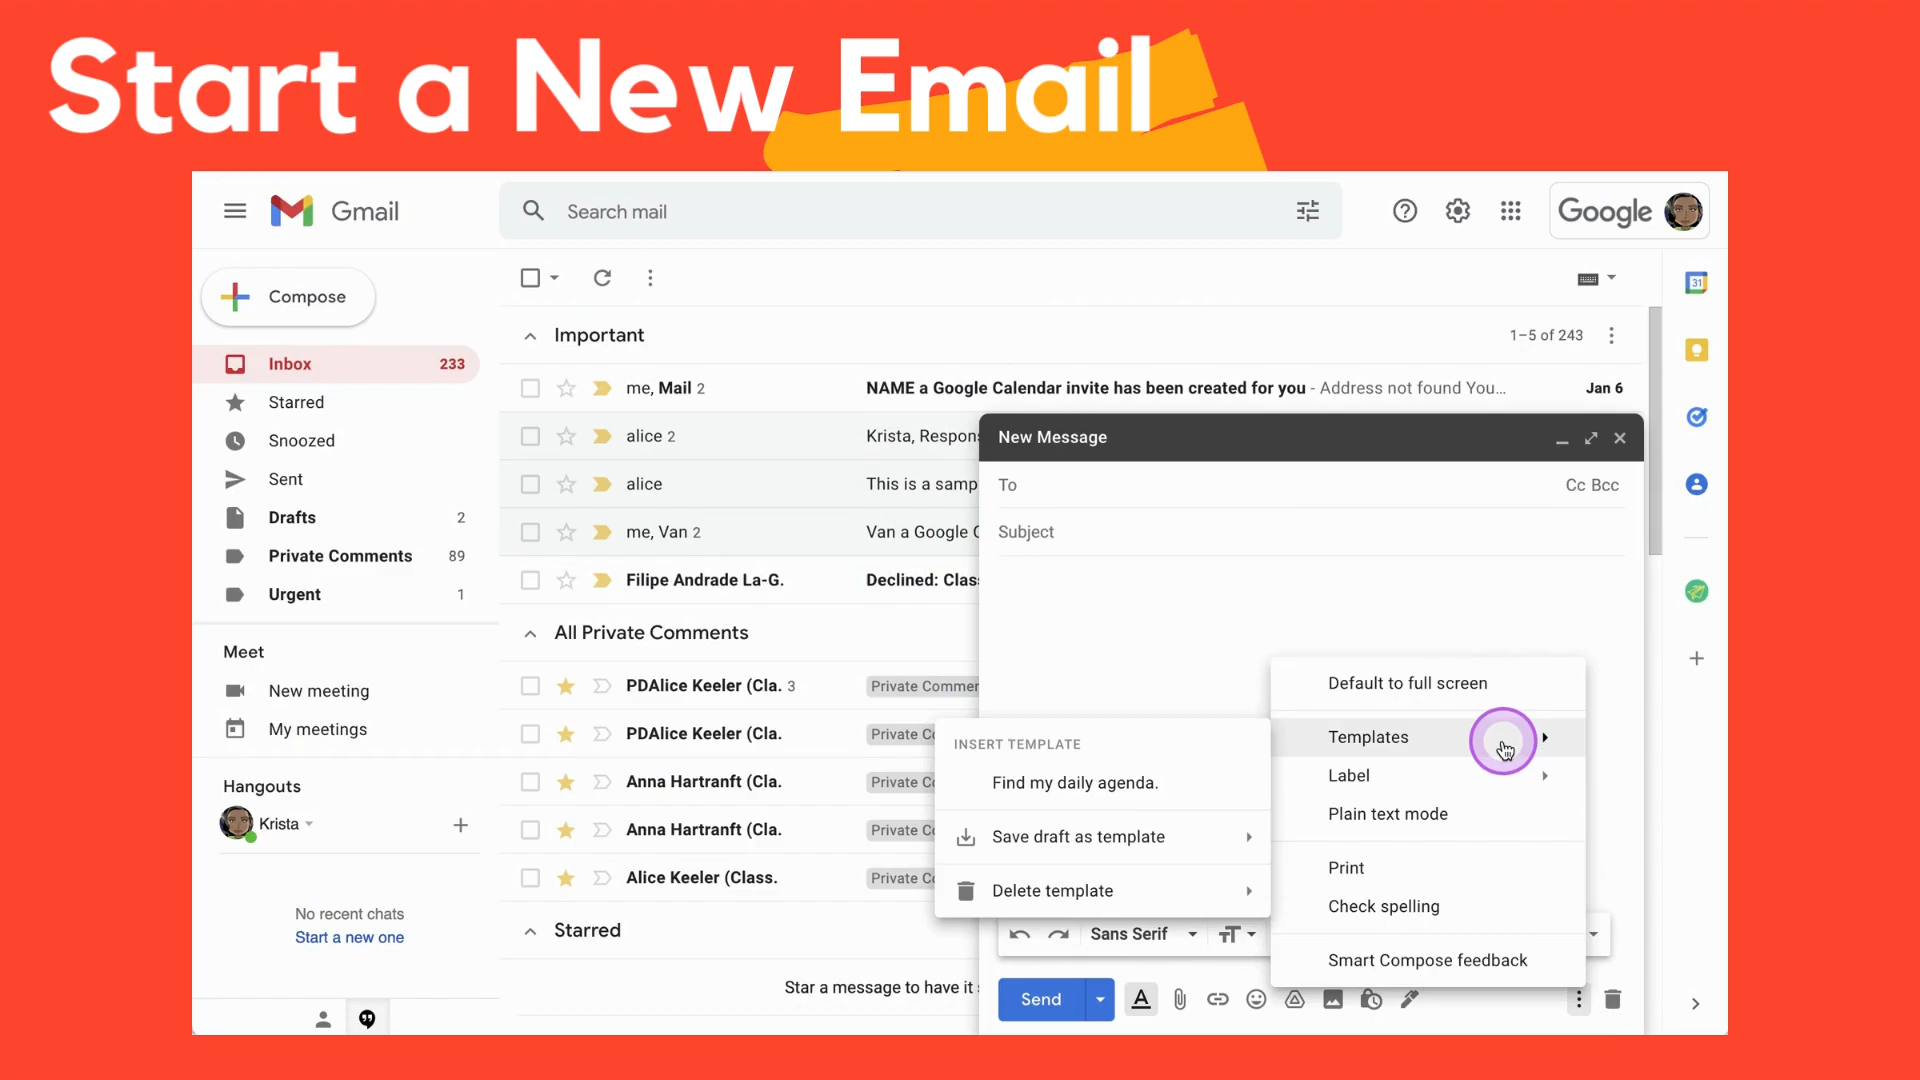 Start a New Email
Gmail
Search mail
Google
Compose
31
Important
1–5 of 243
Inbox 233
me, Mail 2 NAME a Google Calendar invite has been created for you - Address not found You... Jan 6
Starred
alice 2 Krista, Respons
New Message
Snoozed
alice This is a samp
To Cc Bcc
Sent
me, Van 2 Van a Google C
Subject
Drafts 2
Private Comments 89
Filipe Andrade La-G. Declined: Clas
Urgent 1
All Private Comments
Meet
New meeting
PDAlice Keeler (Cla. 3 Private Commen
Default to full screen
My meetings
PDAlice Keeler (Cla. Private Co
INSERT TEMPLATE
Templates
Find my daily agenda.
Label
Anna Hartranft (Cla. Private Co
Hangouts
Plain text mode
Krista
Anna Hartranft (Cla. Private Co
Save draft as template
Print
Alice Keeler (Class. Private Co
Delete template
Check spelling
No recent chats
Start a new one
Starred
Sans Serif
Smart Compose feedback
Star a message to have it s
Send